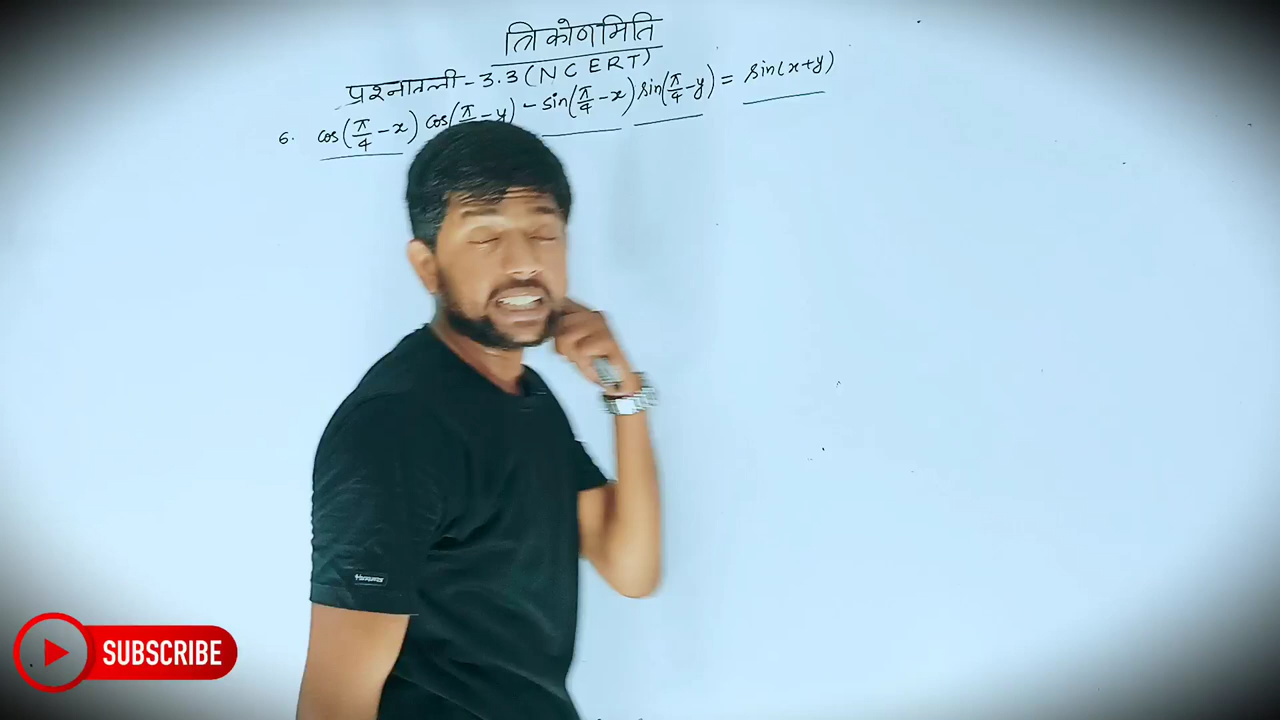 त्रिकोणमिति
प्रश्नावली - 3.3 (NCERT)
6. cos(π/4 - x) cos(π/4 - y) - sin(π/4 - x) sin(π/4 - y) = sin(x+y)
SUBSCRIBE